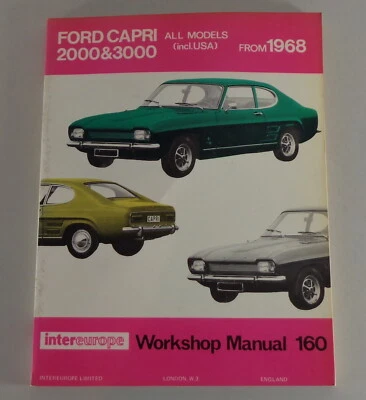 FORD CAPRI ALL MODELS
2000&3000 (incl.USA) FROM 1968
CAPRI
intereurope Workshop Manual 160
INTEREUROPE LIMITED LONDON, N.3. ENGLAND